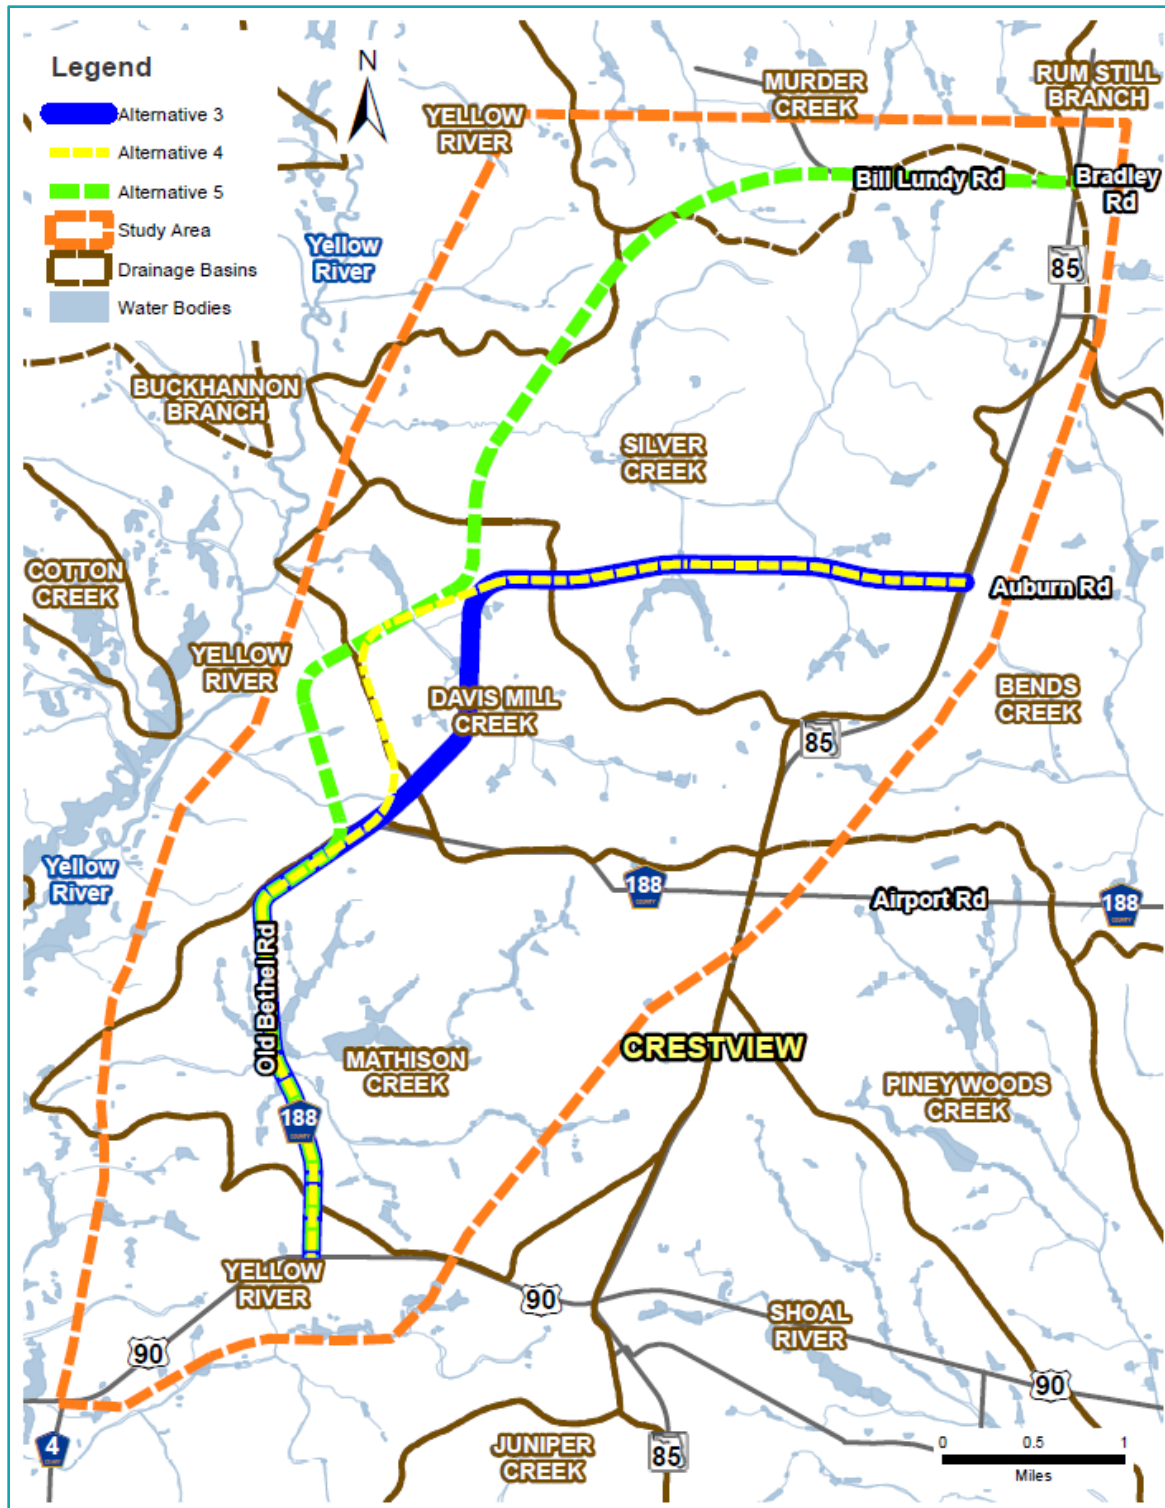 Legend
Alternative 3
Alternative 4
Alternative 5
Study Area
Drainage Basins
Water Bodies
N
YELLOW
RIVER
MURDER
CREEK
RUM STILL
BRANCH
Bill Lundy Rd
Bradley
Rd
Yellow
River
85
BUCKHANNON
BRANCH
SILVER
CREEK
COTTON
CREEK
Auburn Rd
YELLOW
RIVER
DAVIS MILL
CREEK
BENDS
CREEK
85
Yellow
River
188
COUNTY
Airport Rd
188
COUNTY
Old Bethel Rd
MATHISON
CREEK
CRESTVIEW
PINEY WOODS
CREEK
188
COUNTY
YELLOW
RIVER
90
SHOAL
RIVER
90
90
4
COUNTY
JUNIPER
CREEK
85
0 0.5 1
Miles